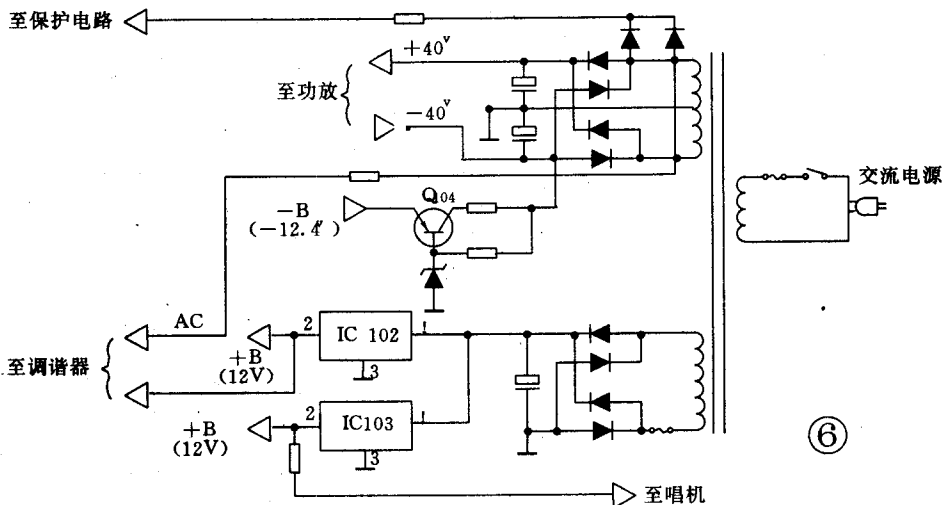 至保护电路
+40v
至功放
-40v
交流电源
Q104
-B
(-12.4v)
AC
2
IC 102
1
3
+B
(12V)
至调谐器
2
IC103
1
3
+B
(12V)
⑥
至唱机